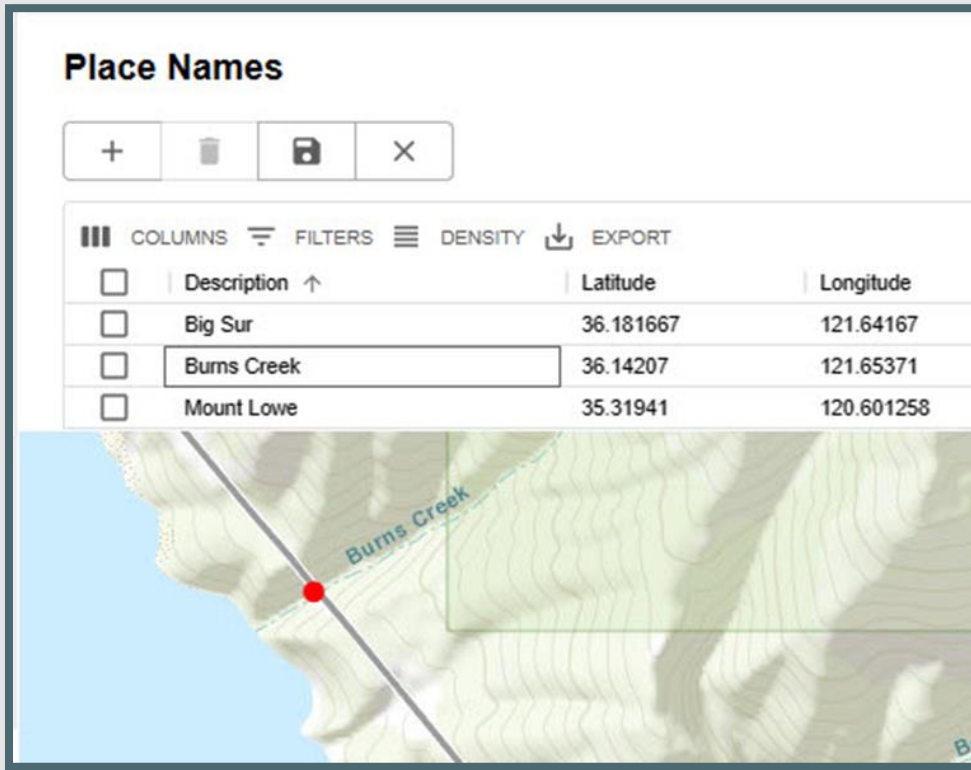 Place Names
COLUMNS FILTERS DENSITY EXPORT
Description Latitude Longitude
Big Sur 36.181667 121.64167
Burns Creek 36.14207 121.65371
Mount Lowe 35.31941 120.601258
Burns Creek